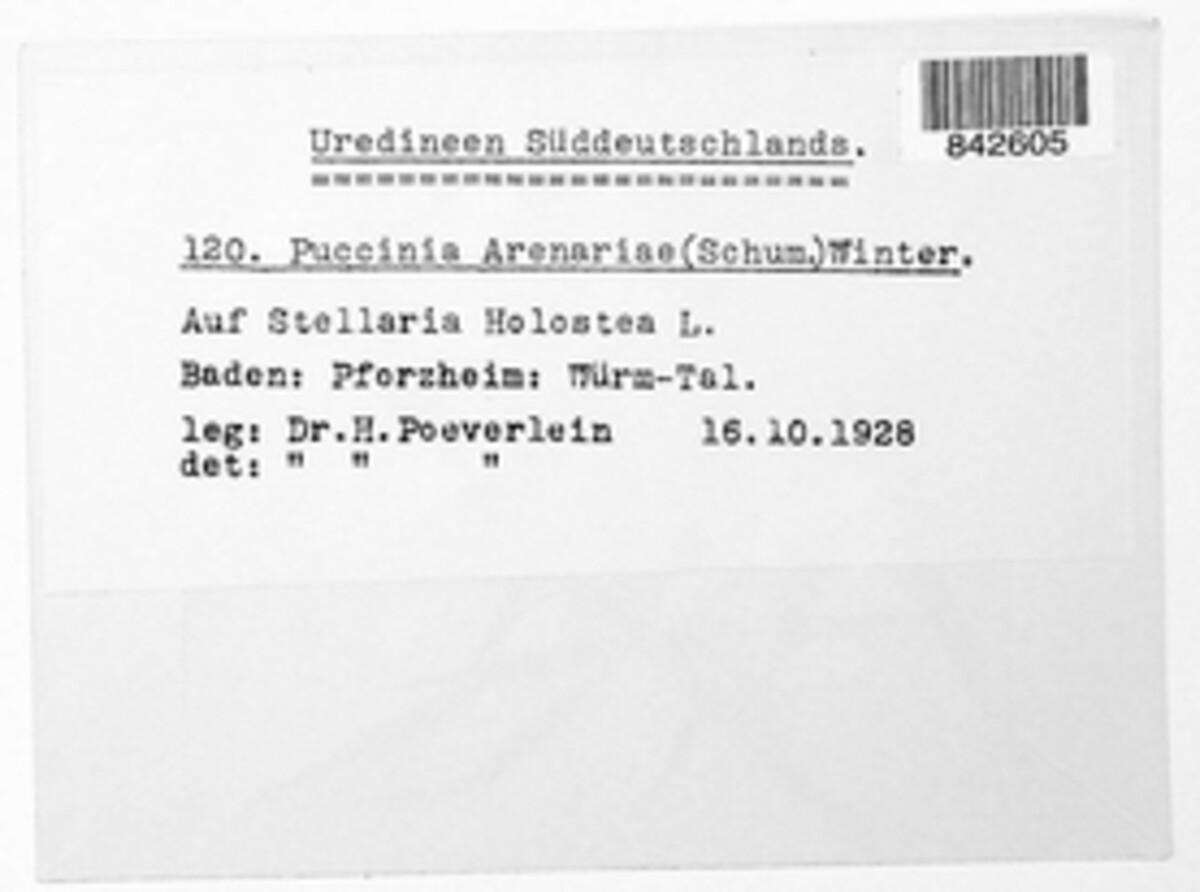 842605
Uredineen Süddeutschlands.
=========================
120. Puccinia Arenariae(Schum.)Winter.
Auf Stellaria Holostea L.
Baden: Pforzheim: Würm-Tal.
leg: Dr.H.Poeverlein 16.10.1928
det: " " "